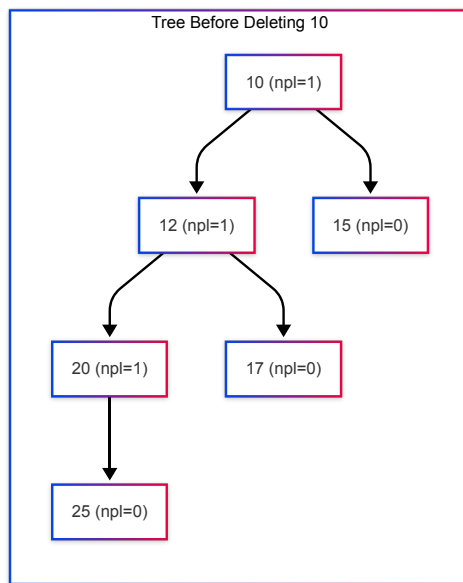 Tree Before Deleting 10
10 (npl=1)
12 (npl=1)
15 (npl=0)
20 (npl=1)
17 (npl=0)
25 (npl=0)